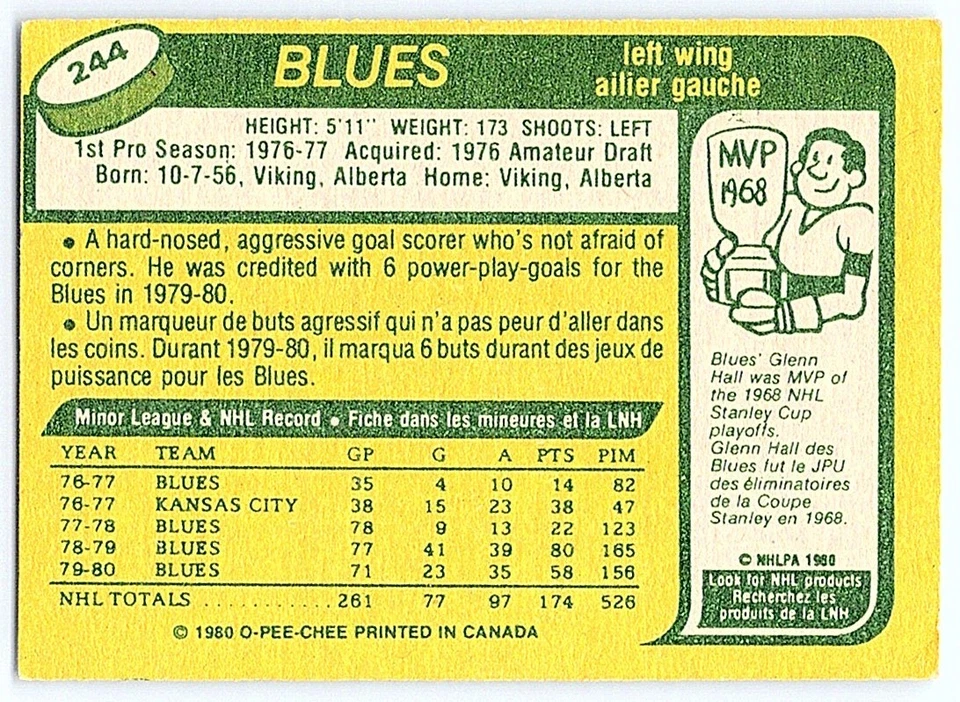 244
BLUES
left wing
ailier gauche
HEIGHT: 5'11" WEIGHT: 173 SHOOTS: LEFT
1st Pro Season: 1976-77 Acquired: 1976 Amateur Draft
Born: 10-7-56, Viking, Alberta Home: Viking, Alberta
• A hard-nosed, aggressive goal scorer who's not afraid of
corners. He was credited with 6 power-play-goals for the
Blues in 1979-80.
• Un marqueur de buts agressif qui n'a pas peur d'aller dans
les coins. Durant 1979-80, il marqua 6 buts durant des jeux de
puissance pour les Blues.
Minor League & NHL Record • Fiche dans les mineures et la LNH
YEAR TEAM GP G A PTS PIM
76-77 BLUES 35 4 10 14 82
76-77 KANSAS CITY 38 15 23 38 47
77-78 BLUES 78 9 13 22 123
78-79 BLUES 77 41 39 80 165
79-80 BLUES 71 23 35 58 156
NHL TOTALS ........... 261 77 97 174 526
© 1980 O-PEE-CHEE PRINTED IN CANADA
MVP
1968
Blues' Glenn
Hall was MVP of
the 1968 NHL
Stanley Cup
playoffs.
Glenn Hall des
Blues fut le JPU
des éliminatoires
de la Coupe
Stanley en 1968.
© NHLPA 1980
Look for NHL products
Recherchez les
produits de la LNH